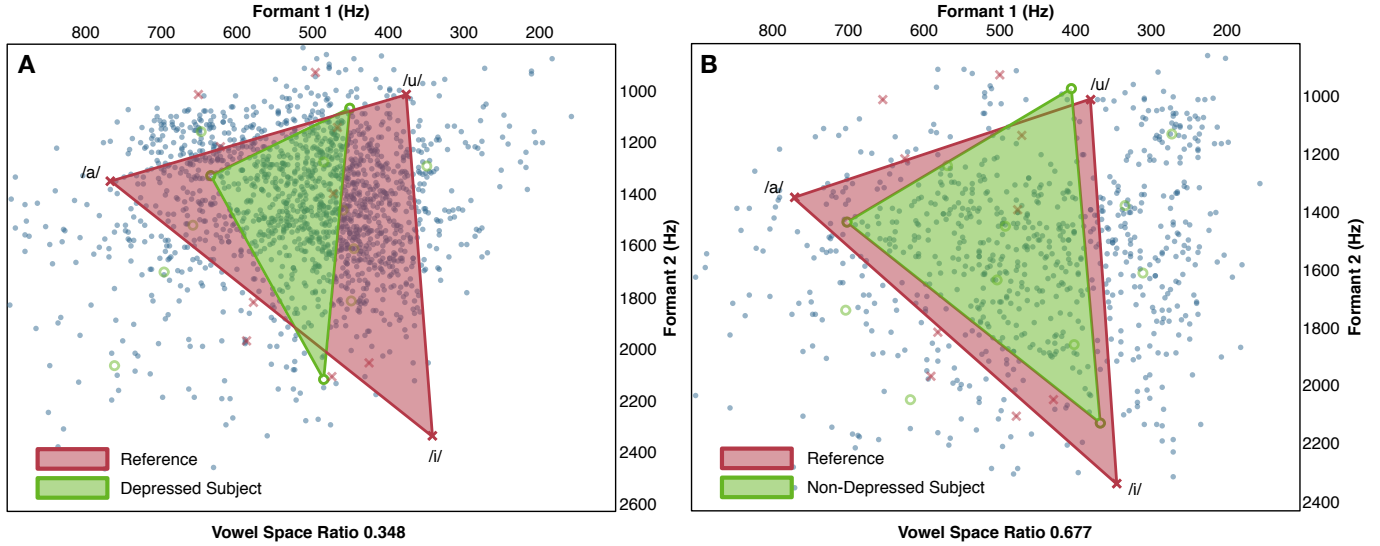 Formant 1 (Hz)
800 700 600 500 400 300 200
A
/u/
/a/
/i/
1000
1200
1400
1600
1800
2000
2200
2400
2600
Formant 2 (Hz)
Reference
Depressed Subject
Vowel Space Ratio 0.348
Formant 1 (Hz)
800 700 600 500 400 300 200
B
/u/
/a/
/i/
1000
1200
1400
1600
1800
2000
2200
2400
Formant 2 (Hz)
Reference
Non-Depressed Subject
Vowel Space Ratio 0.677